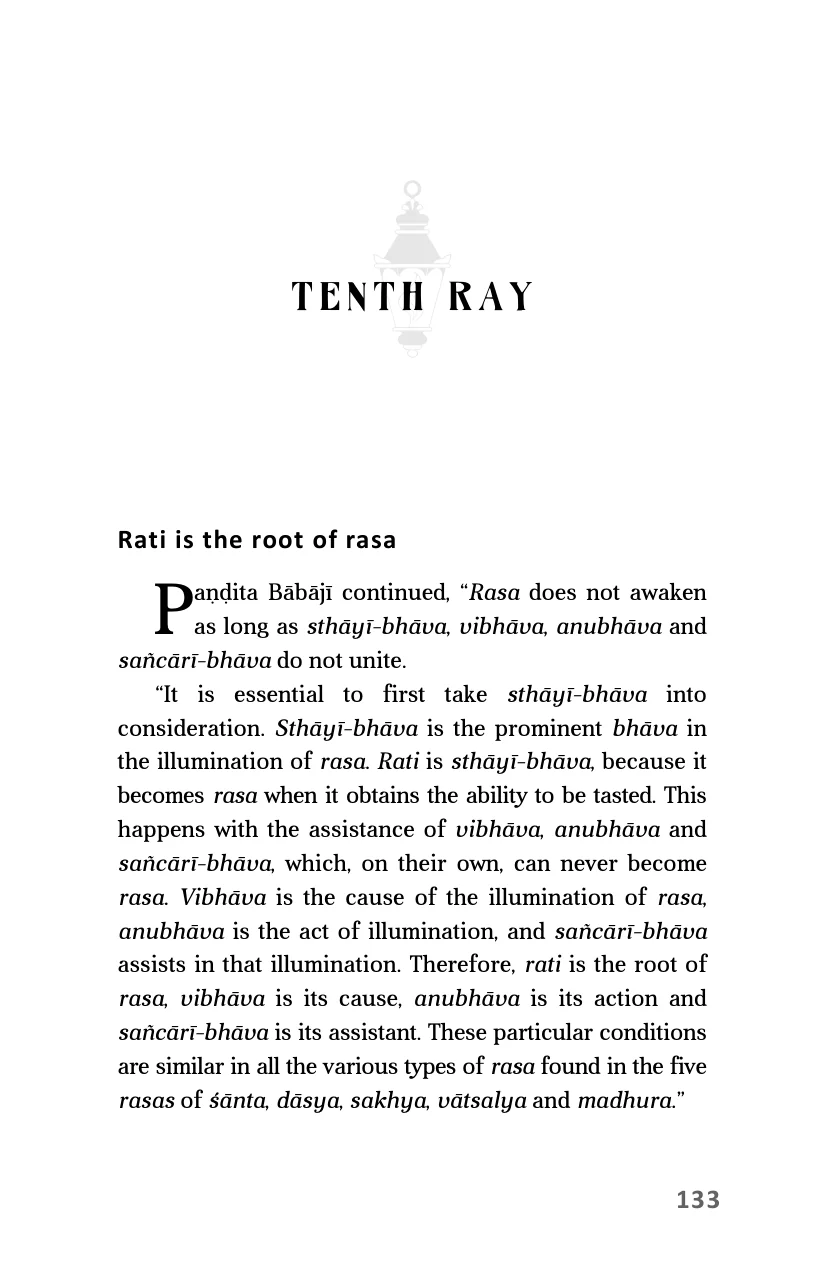 TENTH RAY
Rati is the root of rasa
Paṇḍita Bābājī continued, “Rasa does not awaken
as long as sthāyī-bhāva, vibhāva, anubhāva and
sañcārī-bhāva do not unite.
“It is essential to first take sthāyī-bhāva into
consideration. Sthāyī-bhāva is the prominent bhāva in
the illumination of rasa. Rati is sthāyī-bhāva, because it
becomes rasa when it obtains the ability to be tasted. This
happens with the assistance of vibhāva, anubhāva and
sañcārī-bhāva, which, on their own, can never become
rasa. Vibhāva is the cause of the illumination of rasa,
anubhāva is the act of illumination, and sañcārī-bhāva
assists in that illumination. Therefore, rati is the root of
rasa, vibhāva is its cause, anubhāva is its action and
sañcārī-bhāva is its assistant. These particular conditions
are similar in all the various types of rasa found in the five
rasas of śānta, dāsya, sakhya, vātsalya and madhura.”
133